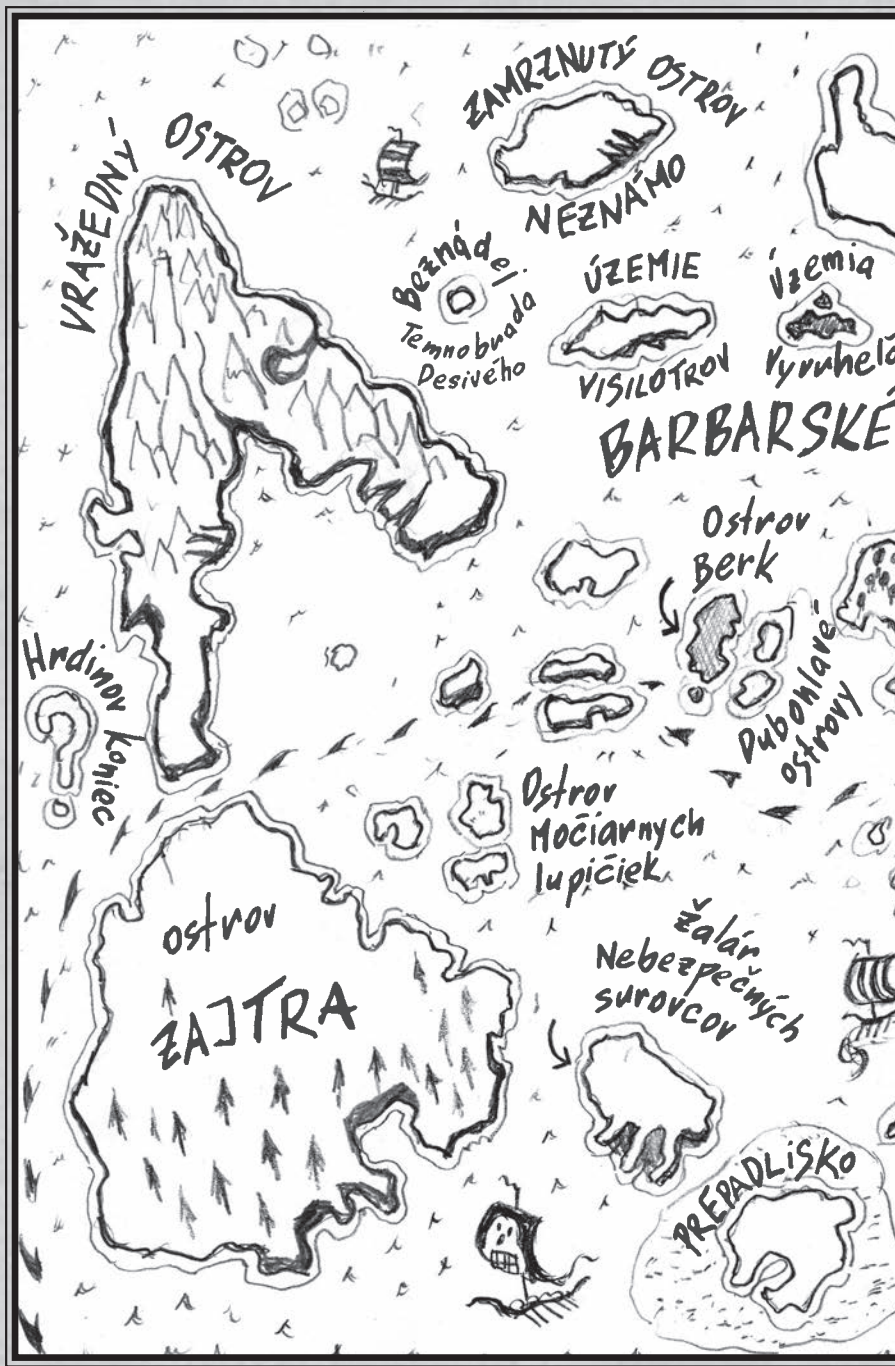 VRAŽEDNÝ OSTROV
ZAMRZNUTÝ OSTROV
NEZNÁMO
Beznádej
Temnobrada
Desivého
ÚZEMIE
VISILOTROV
Územia
BARBARSKÉ
Ostrov
Berk
Dubohlavé
ostrovy
Hrdinov koniec
Ostrov
Močiarnych
lupičiek
ostrov
ZAJTRA
Žalár
Nebezpečných
surovcov
PREPADLISKO